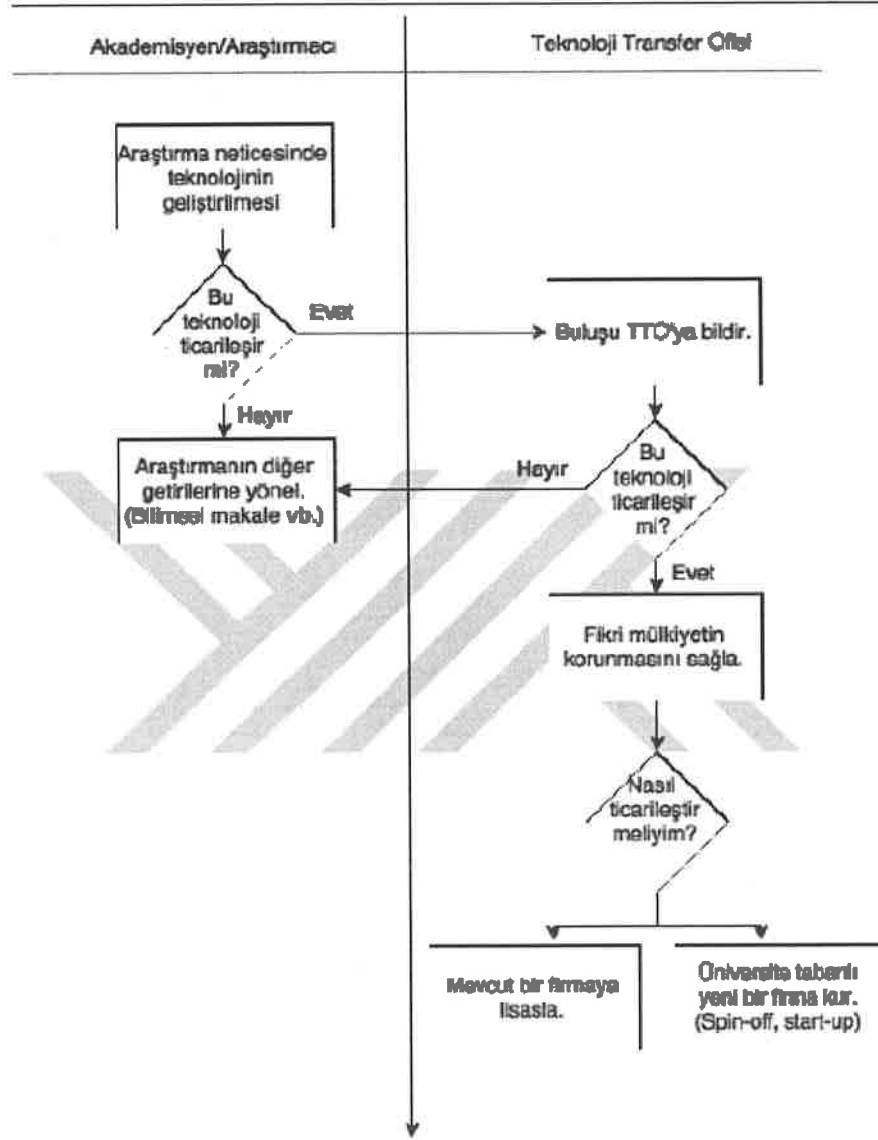 Akademisyen/Araştırmacı
Teknoloji Transfer Ofisi
Araştırma neticesinde
teknolojinin
geliştirilmesi
Bu
teknoloji
ticarileşir
mi?
Evet
Buluşu TTO'ya bildir.
Hayır
Araştırmanın diğer
getirilerine yönel.
(Bilimsel makale vb.)
Hayır
Bu
teknoloji
ticarileşir
mi?
Evet
Fikri mülkiyetin
korunmasını sağla.
Nasıl
ticarileştir
meliyim?
Mevcut bir firmaya
lisasla.
Üniversite tabanlı
yeni bir firma kur.
(Spin-off, start-up)